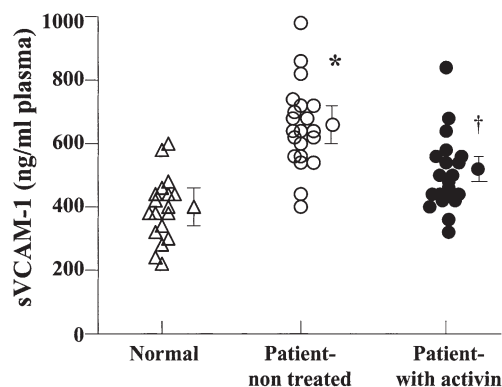 sVCAM-1 (ng/ml plasma)
1000
800
600
400
200
0
*
†
Normal
Patient-
non treated
Patient-
with activin